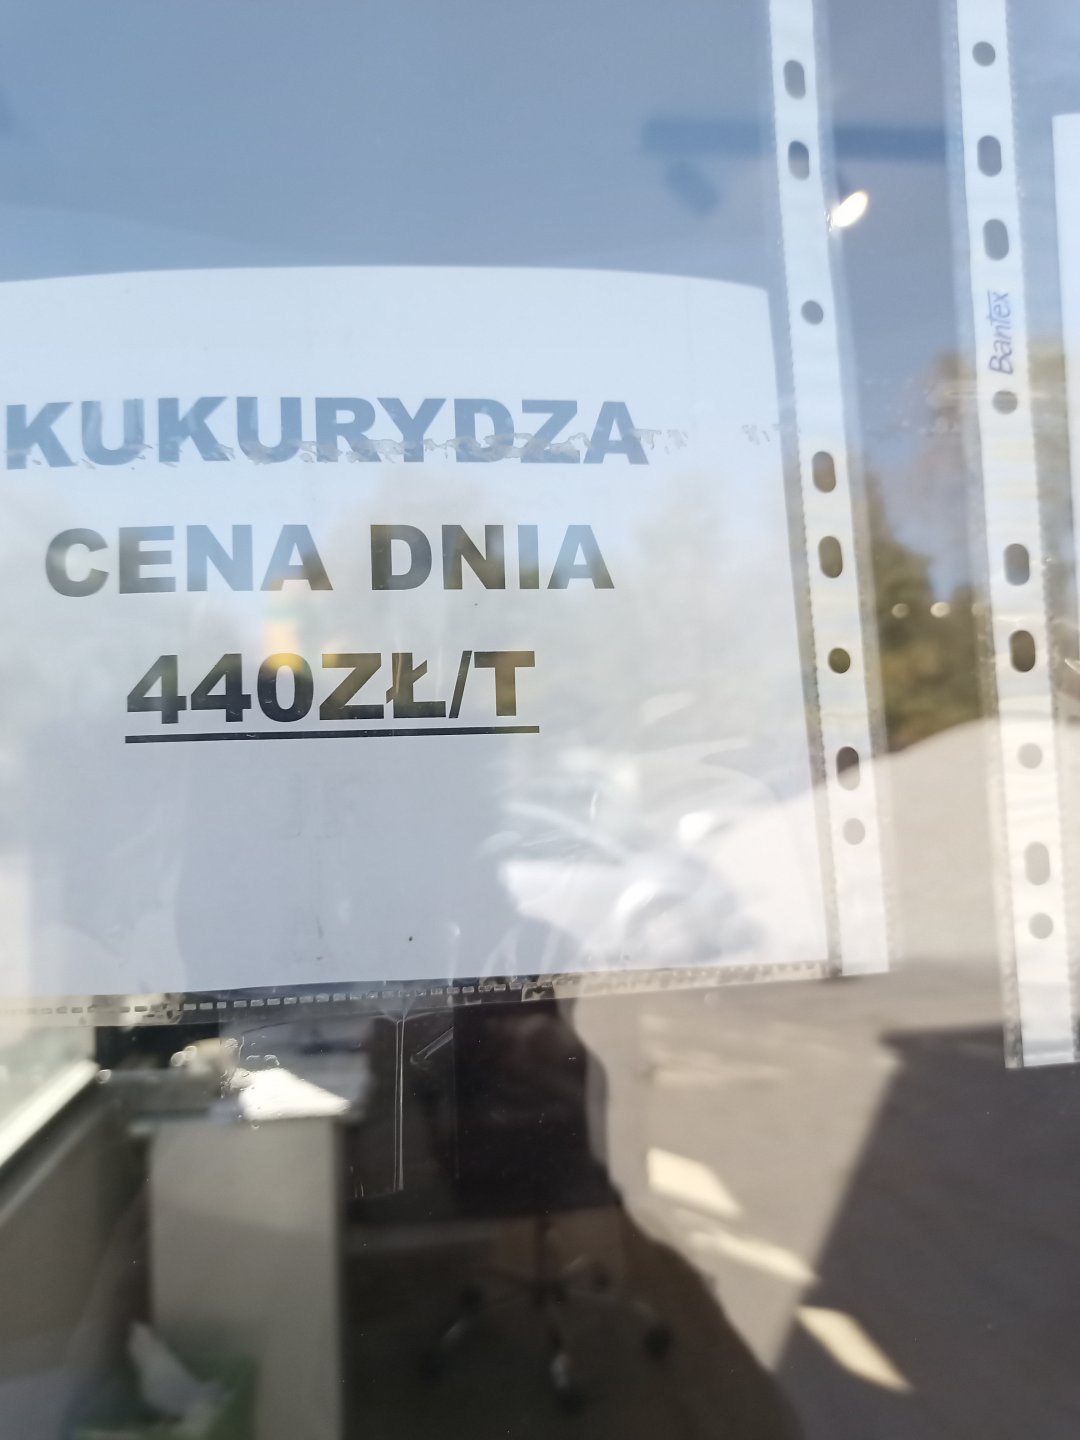 KUKURYDZA
CENA DNIA
440ZŁ/T
Bantex